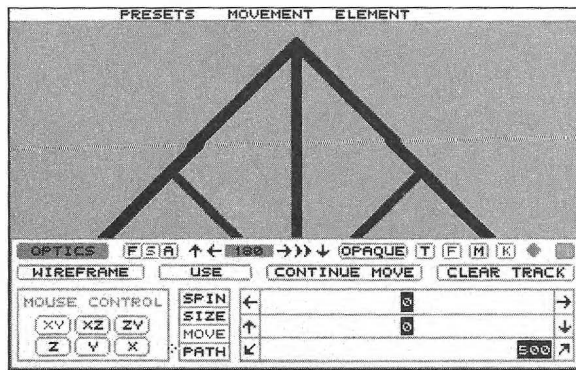 PRESETS MOVEMENT ELEMENT
OPTICS F S A ↑ ← 180 → ›› ↓ OPAQUE T F M K
WIREFRAME USE CONTINUE MOVE CLEAR TRACK
MOUSE CONTROL
XY XZ ZY
Z Y X
SPIN
SIZE
MOVE
PATH
← 0 →
↑ 0 ↓
↙ 500 ↗